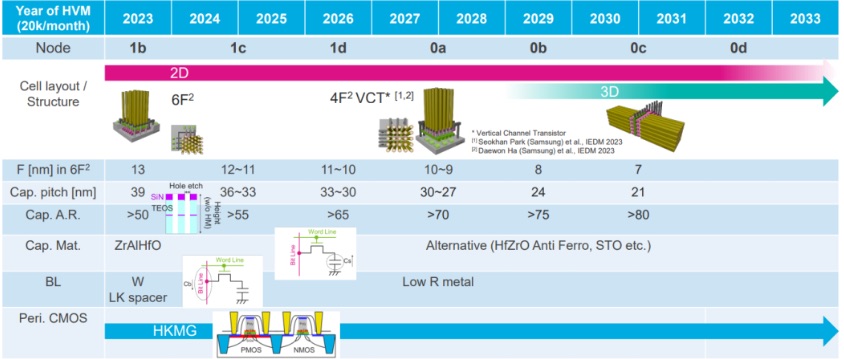 Year of HVM (20k/month) 2023 2024 2025 2026 2027 2028 2029 2030 2031 2032 2033
Node 1b 1c 1d 0a 0b 0c 0d
Cell layout / Structure
2D
3D
6F²
4F² VCT* [1,2]
* Vertical Channel Transistor
[1] Seokhan Park (Samsung) et al., IEDM 2023
[2] Daewon Ha (Samsung) et al., IEDM 2023
F [nm] in 6F² 13 12~11 11~10 10~9 8 7
Cap. pitch [nm] 39 36~33 33~30 30~27 24 21
Hole etch
SiN
TEOS
Height (w/o HM)
Cap. A.R. >50 >55 >65 >70 >75 >80
Cap. Mat. ZrAlHfO Alternative (HfZrO Anti Ferro, STO etc.)
Word Line
Bit Line
Cs
Word Line
Bit Line
Cb
BL W LK spacer Low R metal
Peri. CMOS HKMG
PMOS NMOS